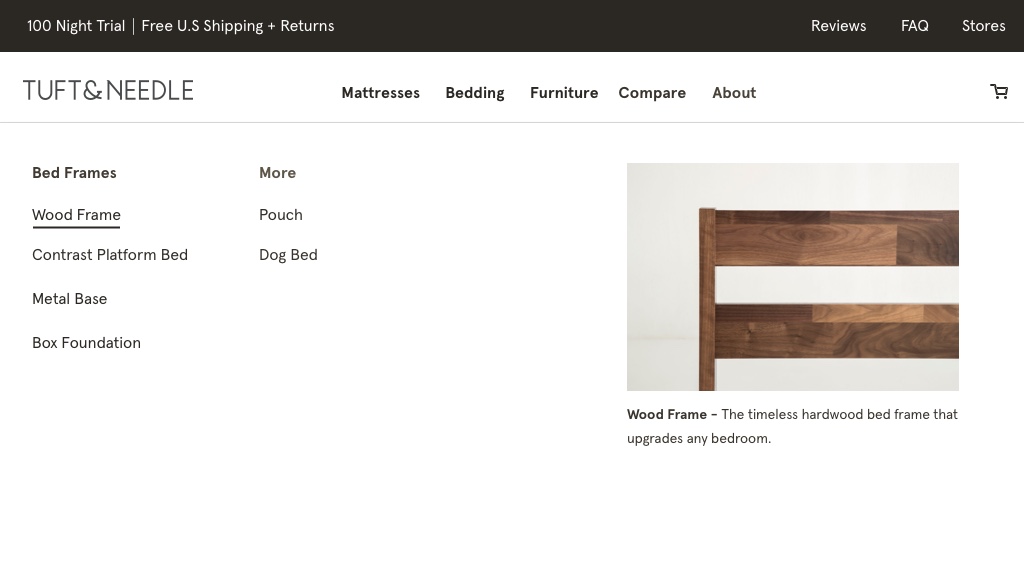 100 Night Trial | Free U.S Shipping + Returns
Reviews FAQ Stores
TUFT&NEEDLE
Mattresses Bedding Furniture Compare About
Bed Frames
Wood Frame
Contrast Platform Bed
Metal Base
Box Foundation
More
Pouch
Dog Bed
Wood Frame – The timeless hardwood bed frame that
upgrades any bedroom.